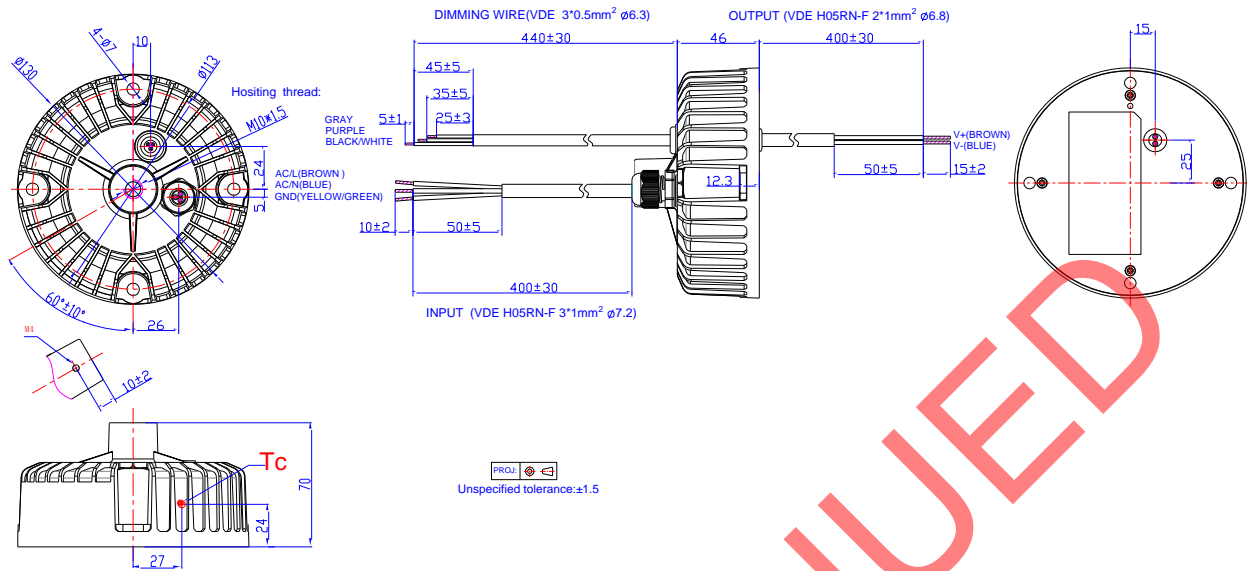 DIMMING WIRE(VDE 3*0.5mm² ø6.3)
OUTPUT (VDE H05RN-F 2*1mm² ø6.8)
440±30
46
400±30
15
4-ø7
10
ø130
ø113
45±5
35±5
25±3
5±1
Hositing thread:
M10*1.5
GRAY
PURPLE
BLACK/WHITE
V+(BROWN)
V-(BLUE)
24
5
AC/L(BROWN )
AC/N(BLUE)
GND(YELLOW/GREEN)
12.3
50±5
15±2
25
10±2
50±5
400±30
60°±10°
26
INPUT (VDE H05RN-F 3*1mm² ø7.2)
M4
10±2
Tc
70
24
27
PROJ:
Unspecified tolerance:±1.5
UED